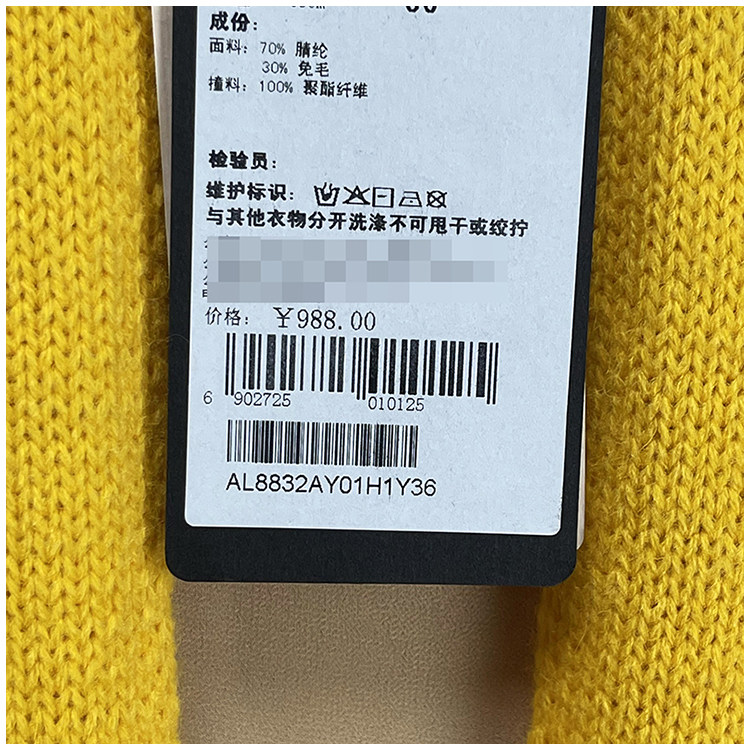 成份：
面料：70% 腈纶
30% 兔毛
撞料：100% 聚酯纤维
检验员：
维护标识：
与其他衣物分开洗涤不可甩干或绞拧
价格：￥988.00
6 902725 010125
AL8832AY01H1Y36